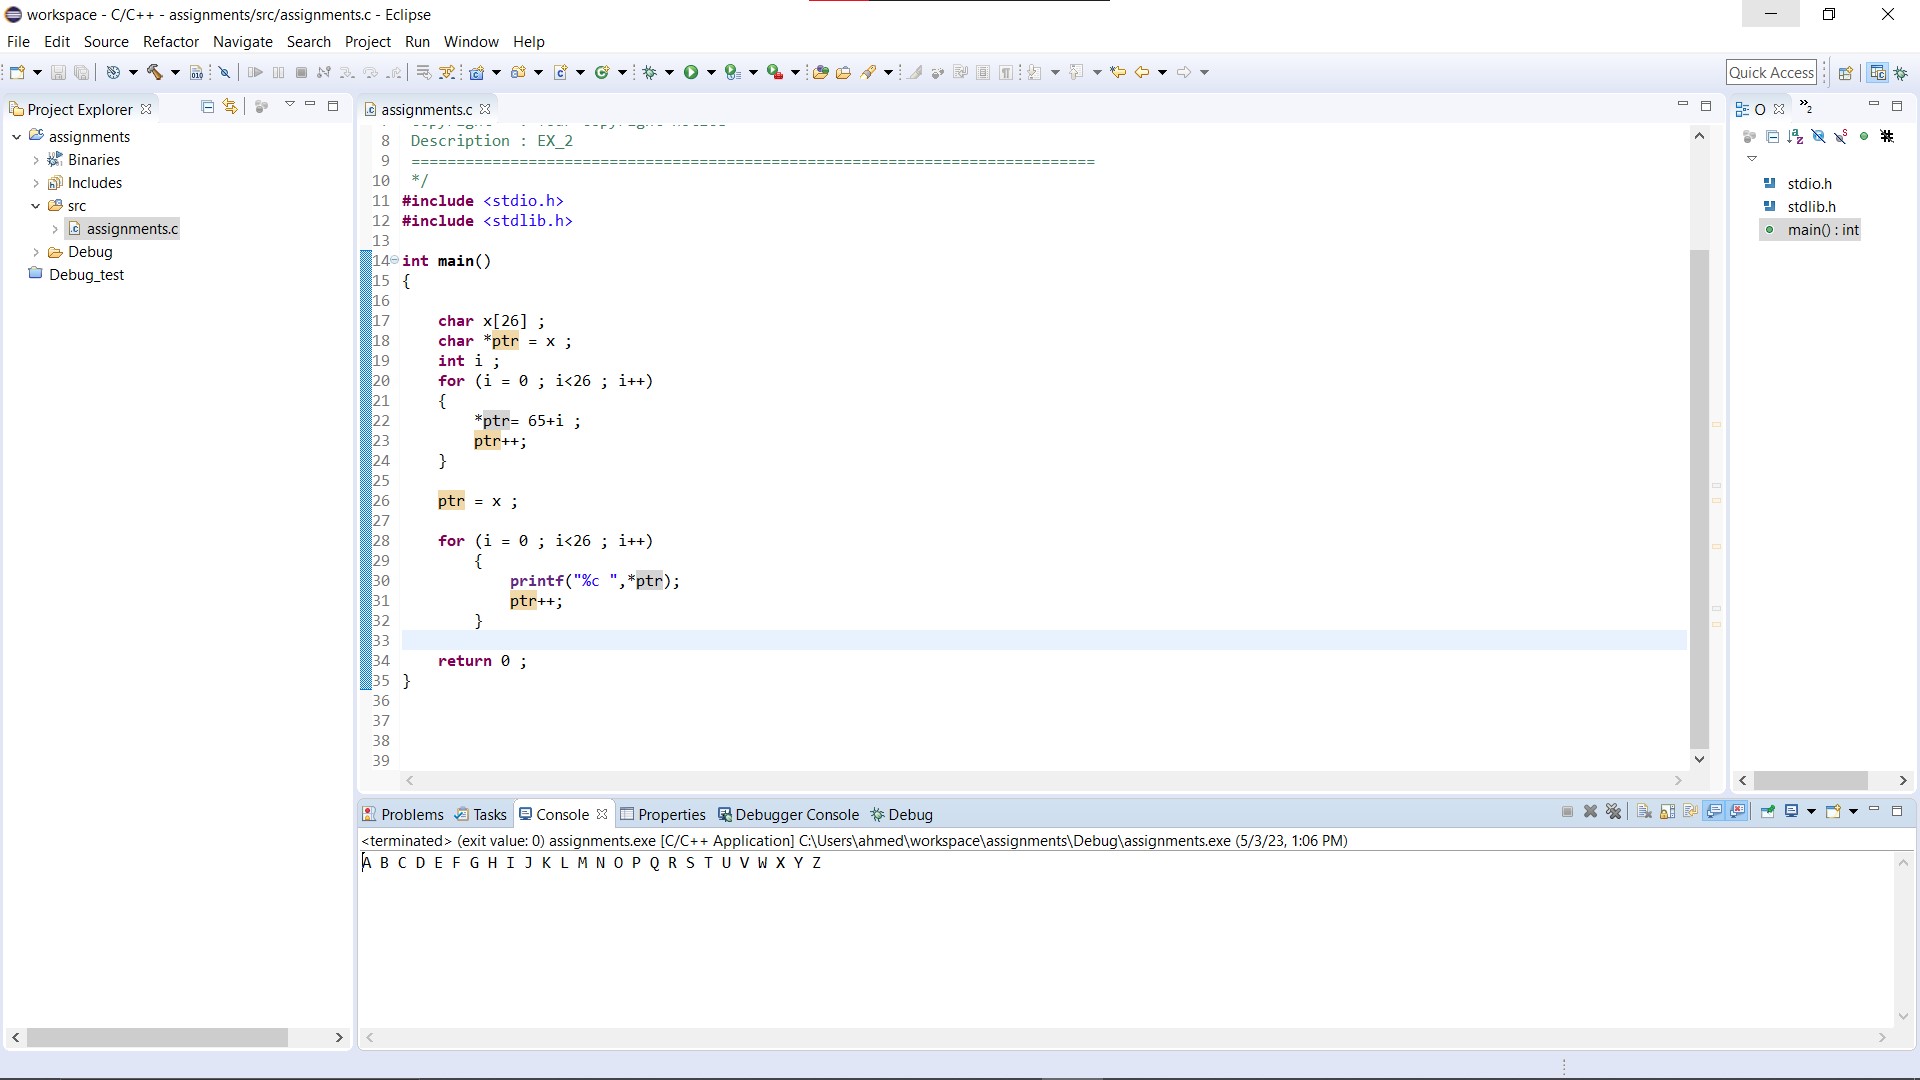 workspace - C/C++ - assignments/src/assignments.c - Eclipse
File Edit Source Refactor Navigate Search Project Run Window Help
Quick Access
Project Explorer
assignments
Binaries
Includes
src
assignments.c
Debug
Debug_test
assignments.c
8 Description : EX_2
9 ============================================================================
10 */
11 #include <stdio.h>
12 #include <stdlib.h>
13
14 int main()
15 {
16
17 char x[26] ;
18 char *ptr = x ;
19 int i ;
20 for (i = 0 ; i<26 ; i++)
21 {
22 *ptr= 65+i ;
23 ptr++;
24 }
25
26 ptr = x ;
27
28 for (i = 0 ; i<26 ; i++)
29 {
30 printf("%c ",*ptr);
31 ptr++;
32 }
33
34 return 0 ;
35 }
36
37
38
39
O
»2
stdio.h
stdlib.h
main() : int
Problems Tasks Console Properties Debugger Console Debug
<terminated> (exit value: 0) assignments.exe [C/C++ Application] C:\Users\ahmed\workspace\assignments\Debug\assignments.exe (5/3/23, 1:06 PM)
A B C D E F G H I J K L M N O P Q R S T U V W X Y Z